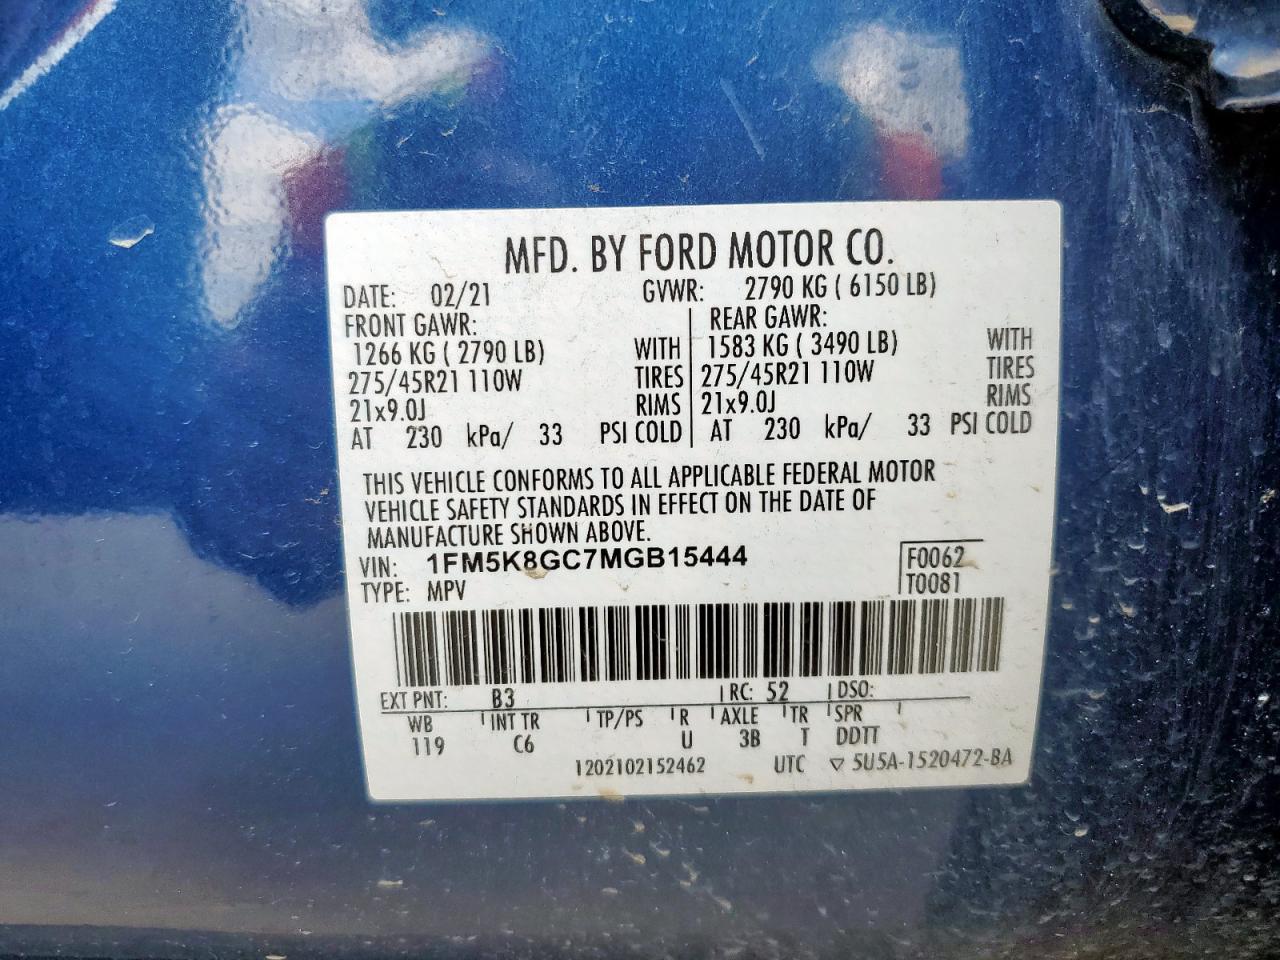 MFD. BY FORD MOTOR CO.
DATE: 02/21 GVWR: 2790 KG ( 6150 LB)
FRONT GAWR: REAR GAWR:
1266 KG ( 2790 LB) WITH 1583 KG ( 3490 LB) WITH
275/45R21 110W TIRES 275/45R21 110W TIRES
21x9.0J RIMS 21x9.0J RIMS
AT 230 kPa/ 33 PSI COLD AT 230 kPa/ 33 PSI COLD
THIS VEHICLE CONFORMS TO ALL APPLICABLE FEDERAL MOTOR
VEHICLE SAFETY STANDARDS IN EFFECT ON THE DATE OF
MANUFACTURE SHOWN ABOVE.
VIN: 1FM5K8GC7MGB15444 F0062
TYPE: MPV T0081
EXT PNT: B3 RC: 52 DSO:
WB INT TR TP/PS R AXLE TR SPR
119 C6 U 3B T DDTT
1202102152462 UTC ▽ 5U5A-1520472-BA